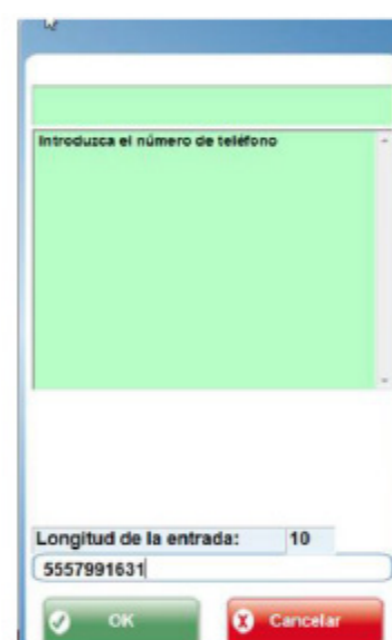 Introduzca el número de teléfono
Longitud de la entrada: 10
5557991631
OK Cancelar